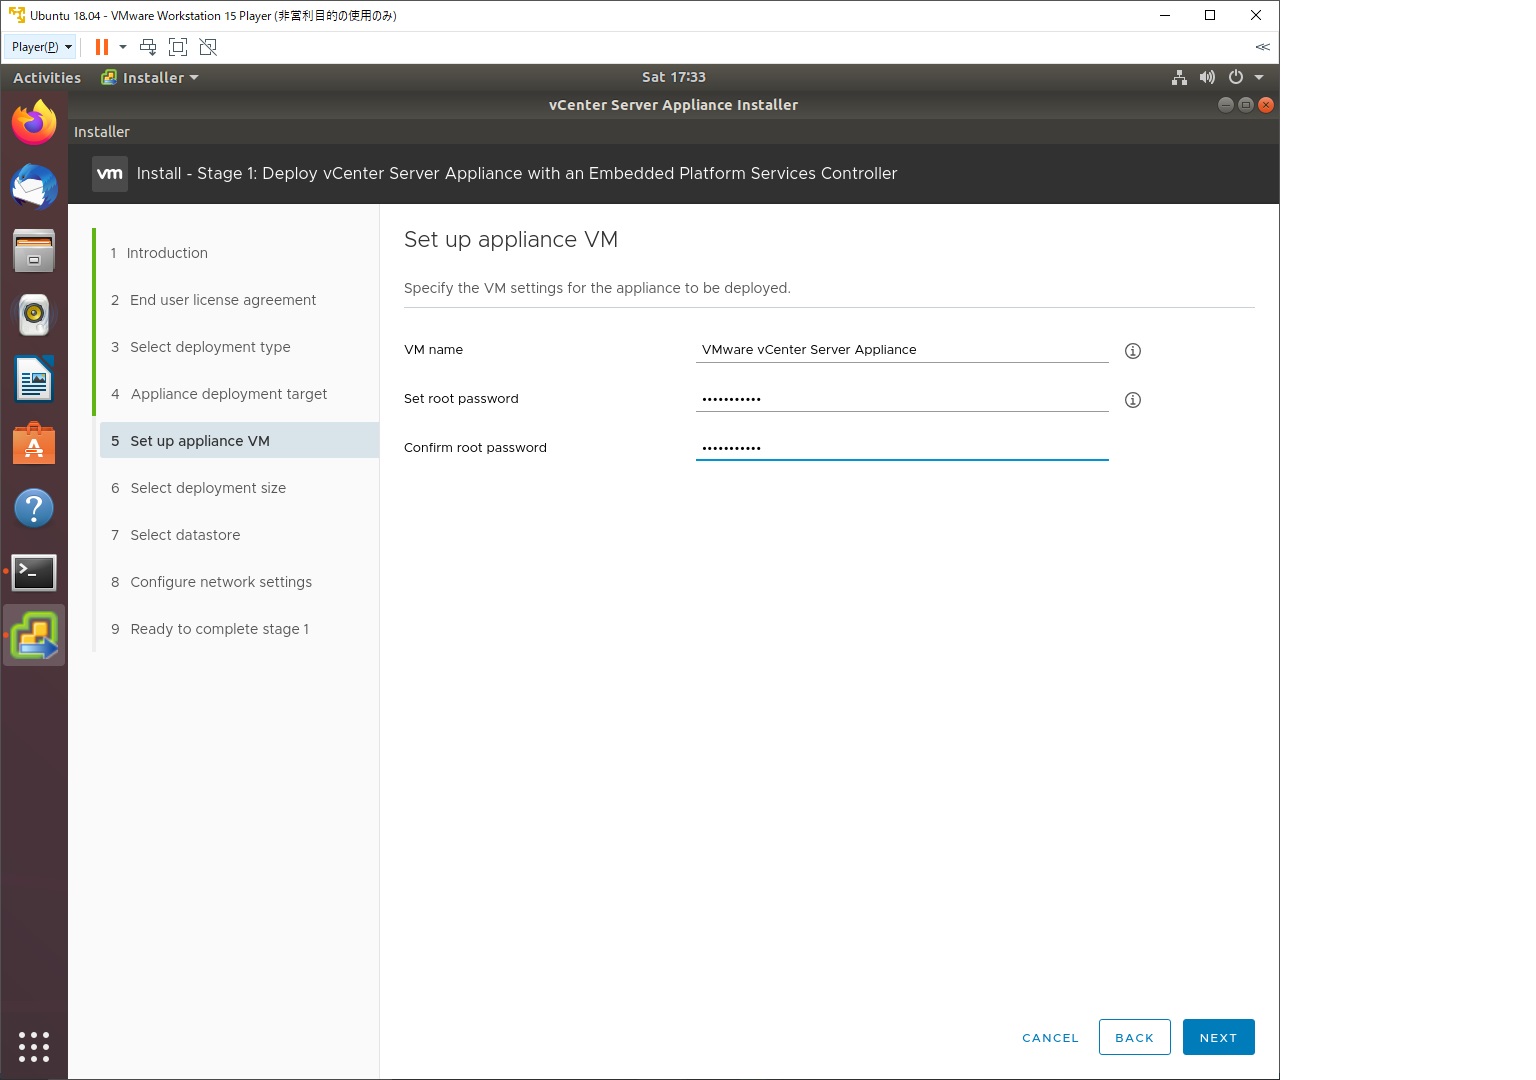 Ubuntu 18.04 - VMware Workstation 15 Player (非営利目的の使用のみ)
Player(P)
Activities
Installer
Sat 17:33
vCenter Server Appliance Installer
Installer
vm
Install - Stage 1: Deploy vCenter Server Appliance with an Embedded Platform Services Controller
1 Introduction
2 End user license agreement
3 Select deployment type
4 Appliance deployment target
5 Set up appliance VM
6 Select deployment size
7 Select datastore
8 Configure network settings
9 Ready to complete stage 1
Set up appliance VM
Specify the VM settings for the appliance to be deployed.
VM name
VMware vCenter Server Appliance
Set root password
•••••••••••
Confirm root password
•••••••••••
CANCEL
BACK
NEXT